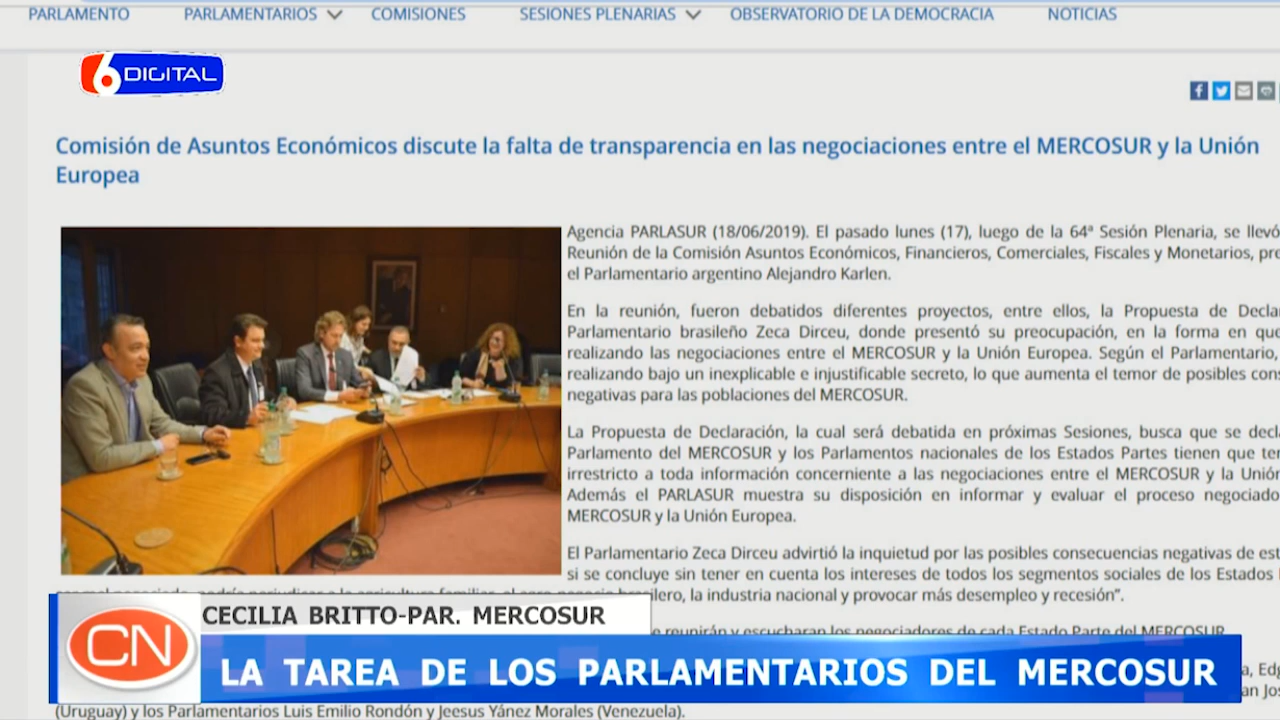 PARLAMENTO PARLAMENTARIOS COMISIONES SESIONES PLENARIAS OBSERVATORIO DE LA DEMOCRACIA NOTICIAS
6 DIGITAL
Comisión de Asuntos Económicos discute la falta de transparencia en las negociaciones entre el MERCOSUR y la Unión
Europea
Agencia PARLASUR (18/06/2019). El pasado lunes (17), luego de la 64ª Sesión Plenaria, se llevó
Reunión de la Comisión Asuntos Económicos, Financieros, Comerciales, Fiscales y Monetarios, pre
el Parlamentario argentino Alejandro Karlen.
En la reunión, fueron debatidos diferentes proyectos, entre ellos, la Propuesta de Decla
Parlamentario brasileño Zeca Dirceu, donde presentó su preocupación, en la forma en que
realizando las negociaciones entre el MERCOSUR y la Unión Europea. Según el Parlamentario,
realizando bajo un inexplicable e injustificable secreto, lo que aumenta el temor de posibles cons
negativas para las poblaciones del MERCOSUR.
La Propuesta de Declaración, la cual será debatida en próximas Sesiones, busca que se decla
Parlamento del MERCOSUR y los Parlamentos nacionales de los Estados Partes tienen que ten
irrestricto a toda información concerniente a las negociaciones entre el MERCOSUR y la Unión
Además el PARLASUR muestra su disposición en informar y evaluar el proceso negociado
MERCOSUR y la Unión Europea.
El Parlamentario Zeca Dirceu advirtió la inquietud por las posibles consecuencias negativas de est
si se concluye sin tener en cuenta los intereses de todos los segmentos sociales de los Estados
la industria nacional y provocar más desempleo y recesión”.
CECILIA BRITTO-PAR. MERCOSUR
reunirán y escucharan los negociadores de cada Estado Parte del MERCOSUR
CN
LA TAREA DE LOS PARLAMENTARIOS DEL MERCOSUR
(Uruguay) y los Parlamentarios Luis Emilio Rondón y Jeesus Yánez Morales (Venezuela).